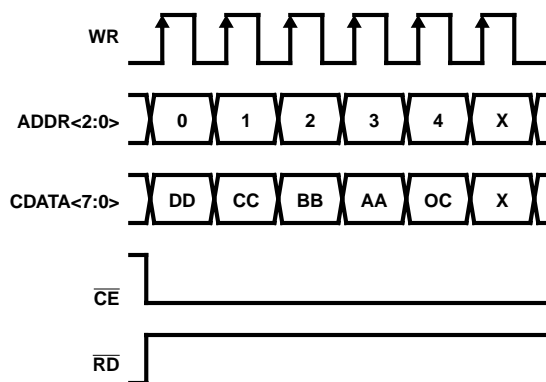 WR
ADDR<2:0> 0 1 2 3 4 X
CDATA<7:0> DD CC BB AA OC X
CE
RD